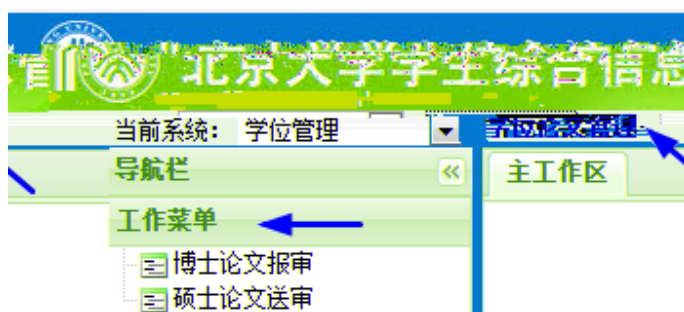 北京大学学生综合信息
当前系统： 学位管理
导航栏
主工作区
工作菜单
博士论文报审
硕士论文送审